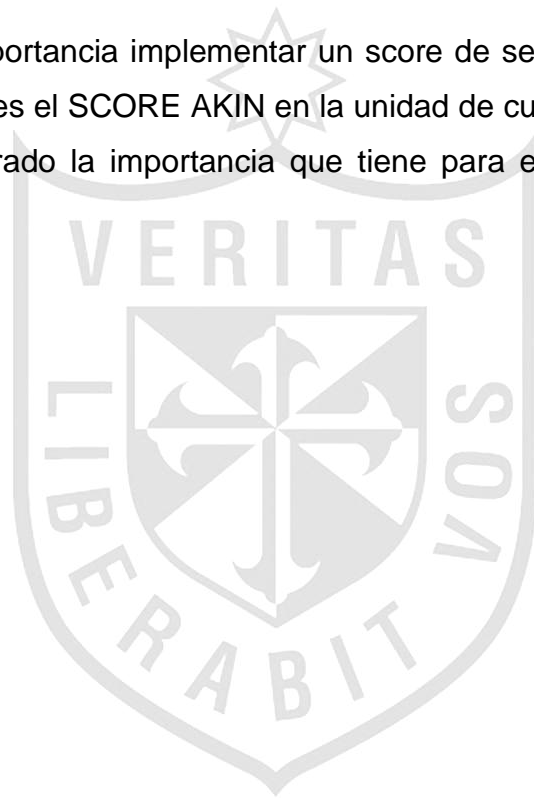 portancia implementar un score de se
es el SCORE AKIN en la unidad de cu
rado la importancia que tiene para e
VERITAS
LIBERABIT
VOS